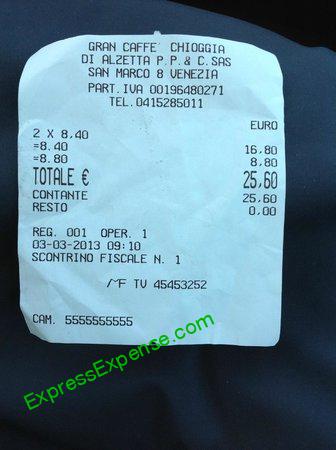 GRAN CAFFE' CHIOGGIA
DI ALZETTA P.P.& C.SAS
SAN MARCO 8 VENEZIA
PART.IVA 00196480271
TEL.0415285011
EURO
2 X 8,40
=8.40 16,80
=8.80 8,80
TOTALE € 25,60
CONTANTE 25,60
RESTO 0,00
REG. 001 OPER. 1
03-03-2013 09:10
SCONTRINO FISCALE N. 1
MF TV 45453252
CAM. 5555555555
ExpressExpense.com